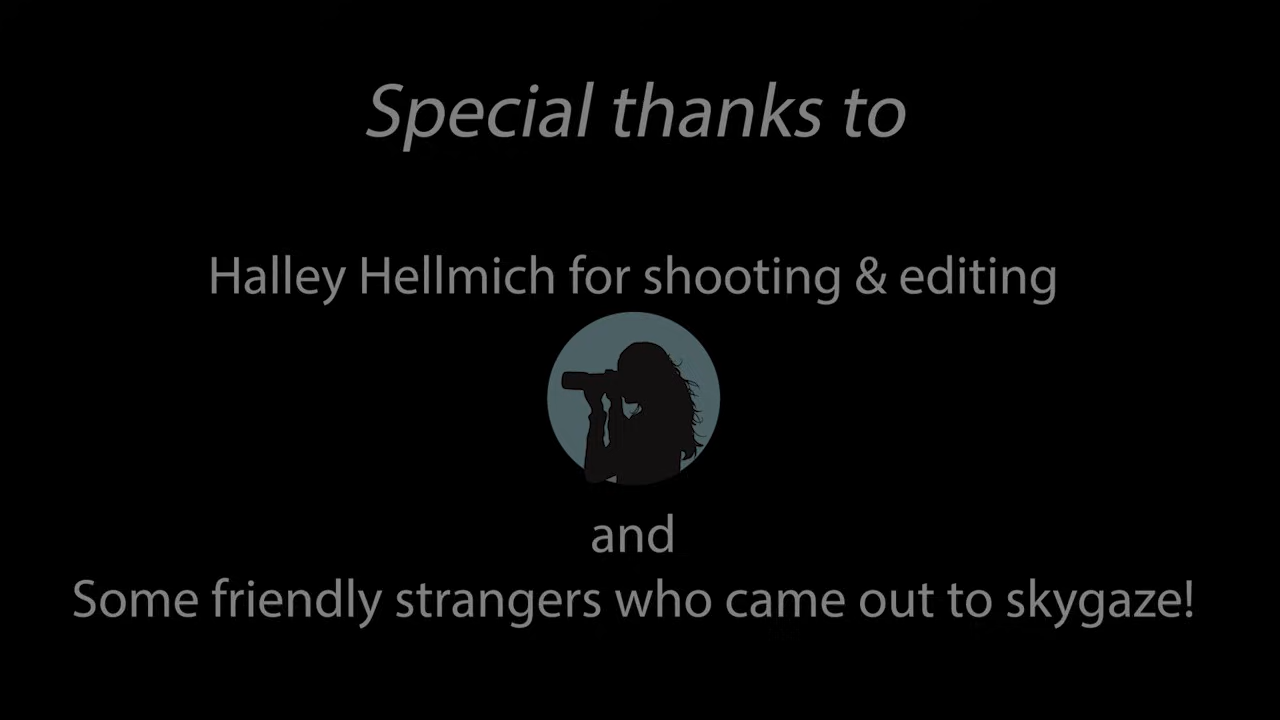 Special thanks to
Halley Hellmich for shooting & editing
and
Some friendly strangers who came out to skygaze!